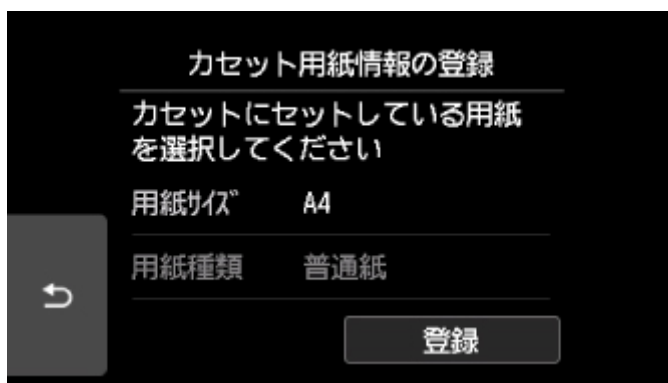 カセット用紙情報の登録
カセットにセットしている用紙
を選択してください
用紙ｻｲｽﾞ A4
用紙種類 普通紙
登録